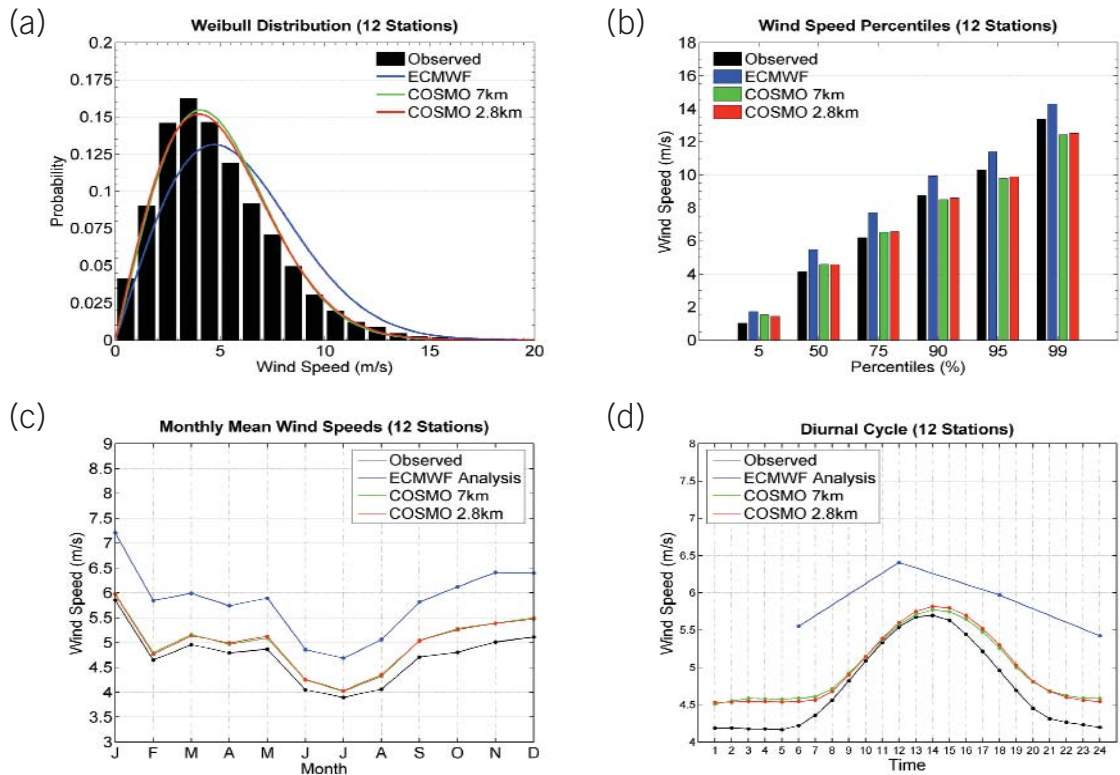 (a)
Weibull Distribution (12 Stations)
0.2
0.175
0.15
0.125
0.1
0.075
0.05
0.025
0
Probability
Observed
ECMWF
COSMO 7km
COSMO 2.8km
0 5 10 15 20
Wind Speed (m/s)
(b)
Wind Speed Percentiles (12 Stations)
18
16
14
12
10
8
6
4
2
0
Wind Speed (m/s)
Observed
ECMWF
COSMO 7km
COSMO 2.8km
5 50 75 90 95 99
Percentiles (%)
(c)
Monthly Mean Wind Speeds (12 Stations)
9
8.5
8
7.5
7
6.5
6
5.5
5
4.5
4
3.5
3
Wind Speed (m/s)
Observed
ECMWF Analysis
COSMO 7km
COSMO 2.8km
J F M A M J J A S O N D
Month
(d)
Diurnal Cycle (12 Stations)
8
7.5
7
6.5
6
5.5
5
4.5
4
Wind Speed (m/s)
Observed
ECMWF Analysis
COSMO 7km
COSMO 2.8km
1 2 3 4 5 6 7 8 9 10 11 12 13 14 15 16 17 18 19 20 21 22 23 24
Time